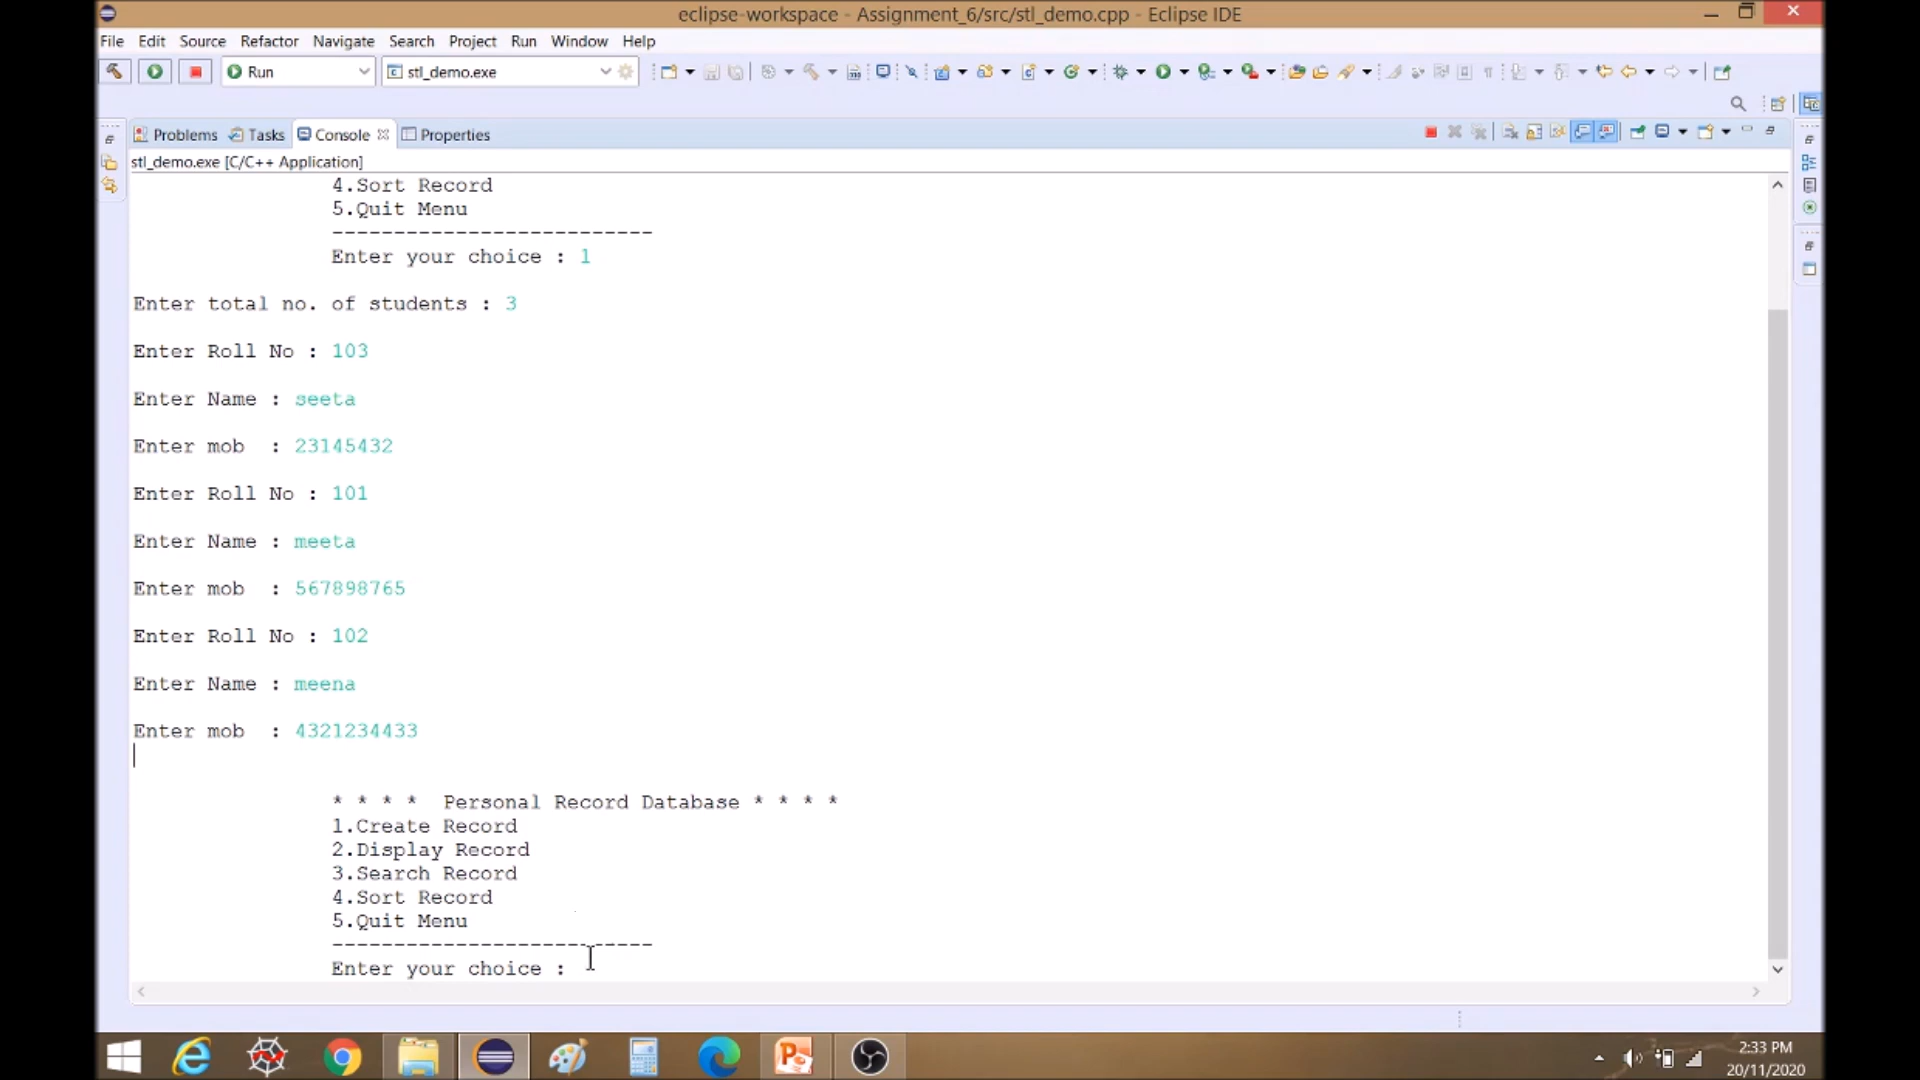 eclipse-workspace - Assignment_6/src/stl_demo.cpp - Eclipse IDE
File Edit Source Refactor Navigate Search Project Run Window Help
Run stl_demo.exe
Problems Tasks Console Properties
stl_demo.exe [C/C++ Application]
4.Sort Record
5.Quit Menu
--------------------------
Enter your choice : 1
Enter total no. of students : 3
Enter Roll No : 103
Enter Name : seeta
Enter mob  : 23145432
Enter Roll No : 101
Enter Name : meeta
Enter mob  : 567898765
Enter Roll No : 102
Enter Name : meena
Enter mob  : 4321234433
* * * *  Personal Record Database * * * *
1.Create Record
2.Display Record
3.Search Record
4.Sort Record
5.Quit Menu
--------------------------
Enter your choice :
2:33 PM
20/11/2020